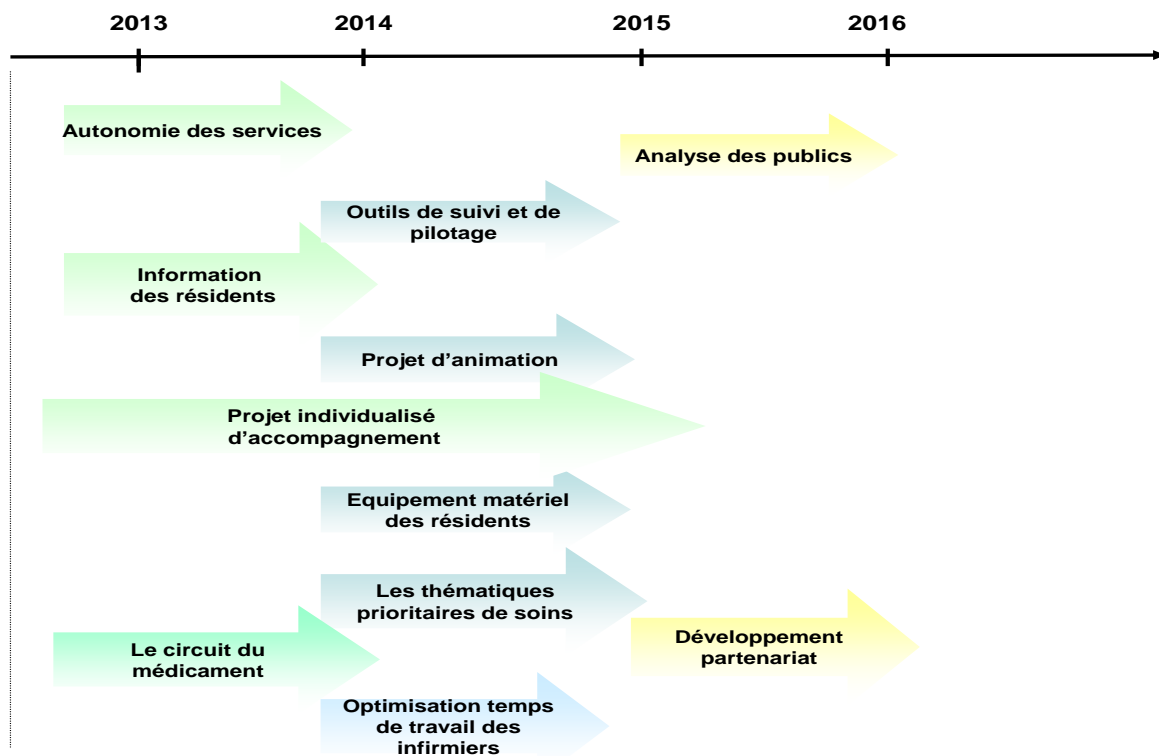 2013
2014
2015
2016
Autonomie des services
Analyse des publics
Outils de suivi et de
pilotage
Information
des résidents
Projet d’animation
Projet individualisé
d’accompagnement
Equipement matériel
des résidents
Les thématiques
prioritaires de soins
Le circuit du
médicament
Développement
partenariat
Optimisation temps
de travail des
infirmiers